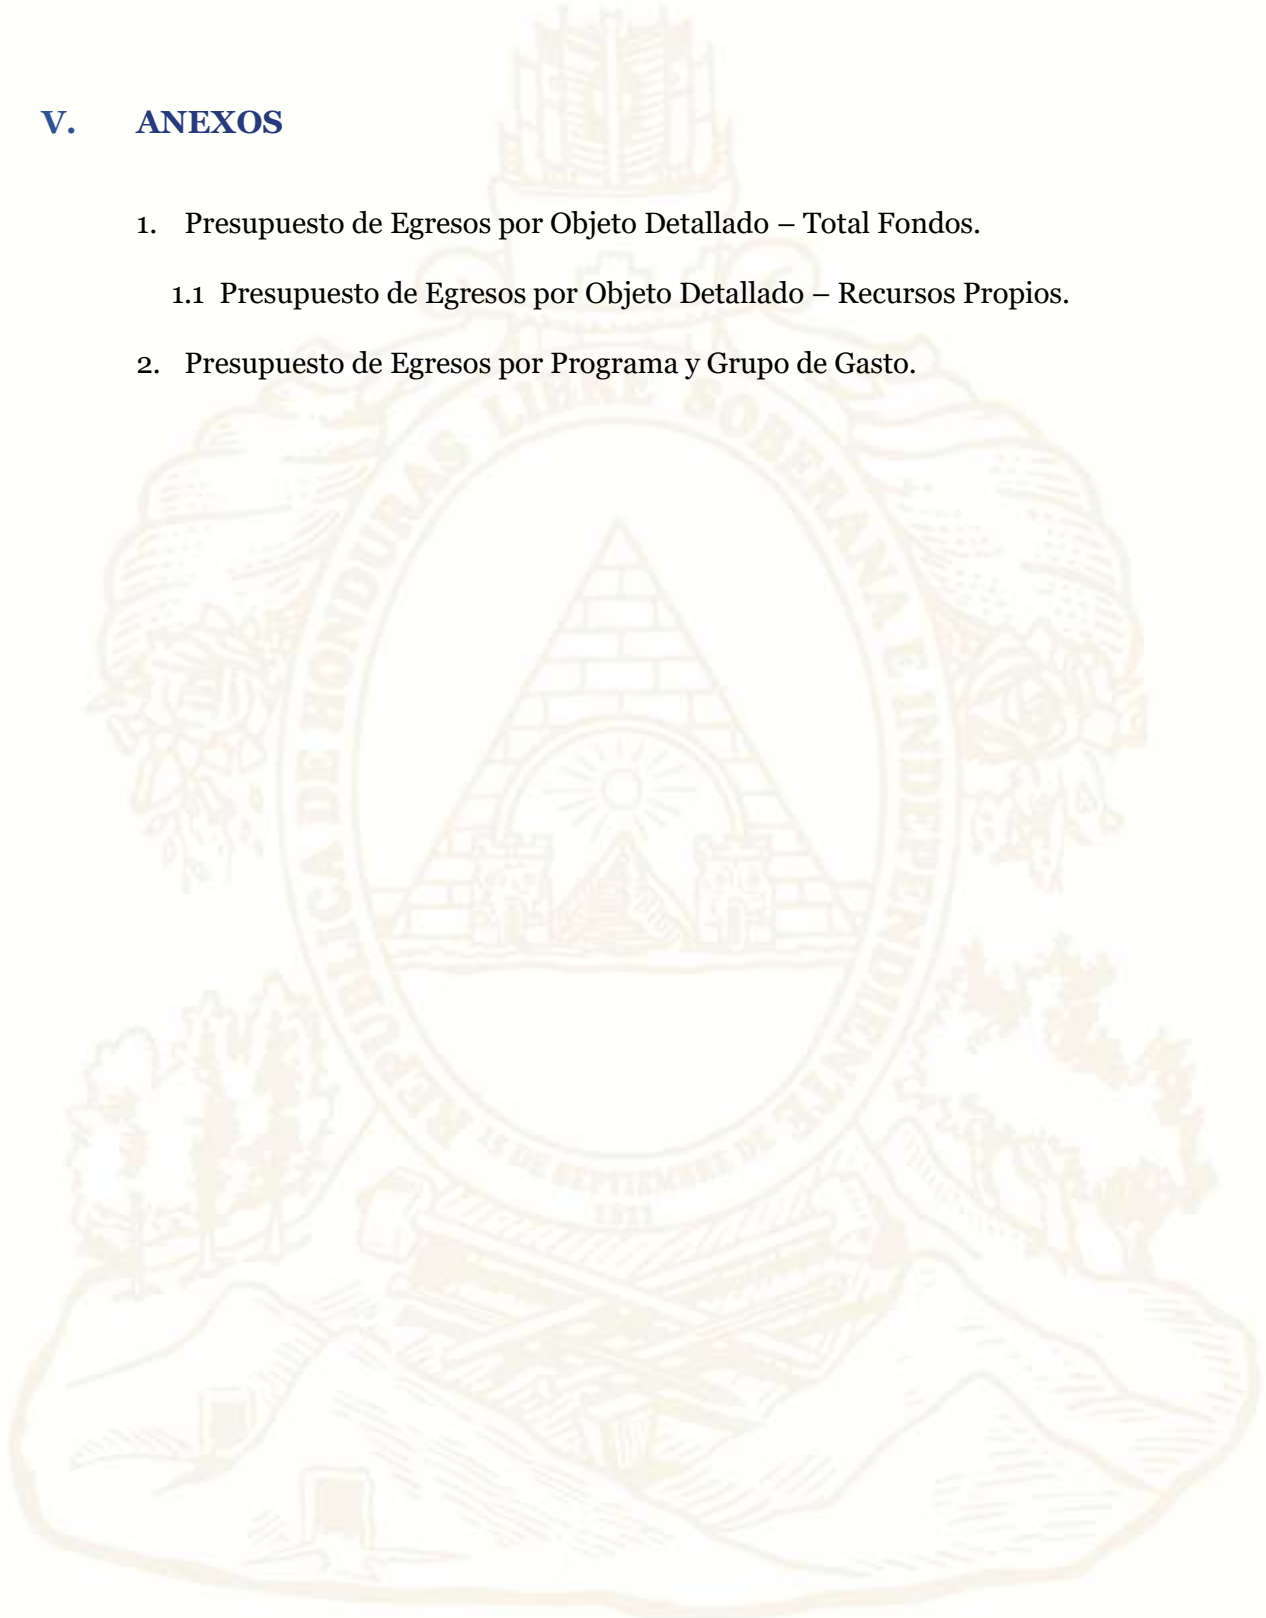 V. ANEXOS
1. Presupuesto de Egresos por Objeto Detallado – Total Fondos.
1.1 Presupuesto de Egresos por Objeto Detallado – Recursos Propios.
2. Presupuesto de Egresos por Programa y Grupo de Gasto.
REPUBLICA DE HONDURAS LIBRE SOBERANA E INDEPENDIENTE
15 DE SEPTIEMBRE DE
1821